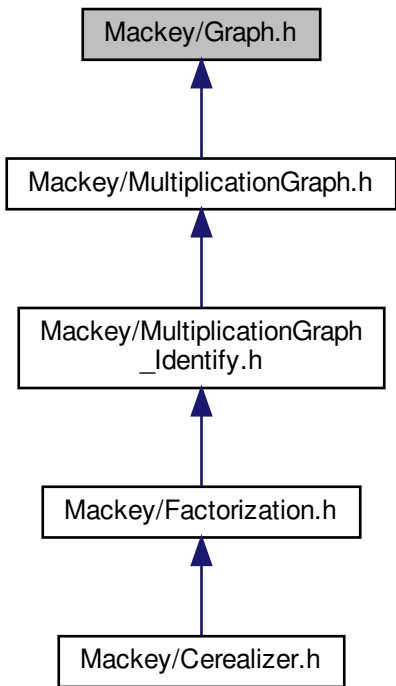 Mackey/Graph.h
Mackey/MultiplicationGraph.h
Mackey/MultiplicationGraph
_Identify.h
Mackey/Factorization.h
Mackey/Cerealizer.h